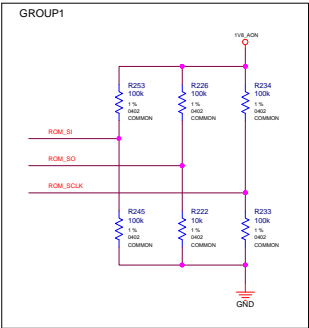 GROUP1
1V8_AON
R253
100k
1 %
0402
COMMON
R226
100k
1 %
0402
COMMON
R234
100k
1 %
0402
COMMON
ROM_SI
ROM_SO
ROM_SCLK
R245
100k
1 %
0402
COMMON
R222
10k
1 %
0402
COMMON
R233
100k
1 %
0402
COMMON
GND